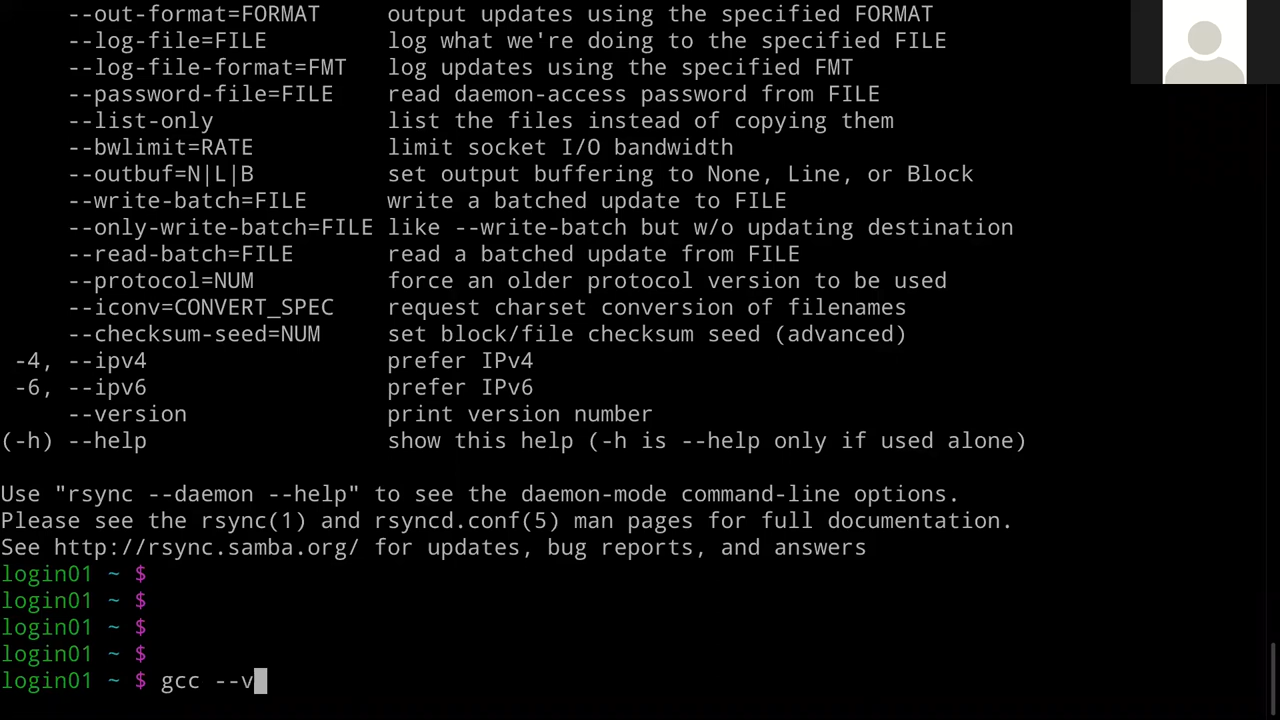 --out-format=FORMAT output updates using the specified FORMAT
--log-file=FILE log what we're doing to the specified FILE
--log-file-format=FMT log updates using the specified FMT
--password-file=FILE read daemon-access password from FILE
--list-only list the files instead of copying them
--bwlimit=RATE limit socket I/O bandwidth
--outbuf=N|L|B set output buffering to None, Line, or Block
--write-batch=FILE write a batched update to FILE
--only-write-batch=FILE like --write-batch but w/o updating destination
--read-batch=FILE read a batched update from FILE
--protocol=NUM force an older protocol version to be used
--iconv=CONVERT_SPEC request charset conversion of filenames
--checksum-seed=NUM set block/file checksum seed (advanced)
-4, --ipv4 prefer IPv4
-6, --ipv6 prefer IPv6
--version print version number
(-h) --help show this help (-h is --help only if used alone)
Use "rsync --daemon --help" to see the daemon-mode command-line options.
Please see the rsync(1) and rsyncd.conf(5) man pages for full documentation.
See http://rsync.samba.org/ for updates, bug reports, and answers
login01 ~ $
login01 ~ $
login01 ~ $
login01 ~ $
login01 ~ $ gcc --v